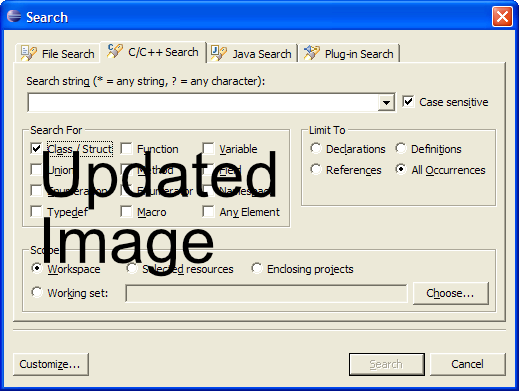 Search
File Search C/C++ Search Java Search Plug-in Search
Search string (* = any string, ? = any character):
Case sensitive
Search For Limit To
Class / Struct Function Variable Declarations Definitions
Union Method Field References All Occurrences
Enumeration Enumerator Namespace
Typedef Macro Any Element
Updated
Image
Scope
Workspace Selected resources Enclosing projects
Working set: Choose...
Customize... Search Cancel